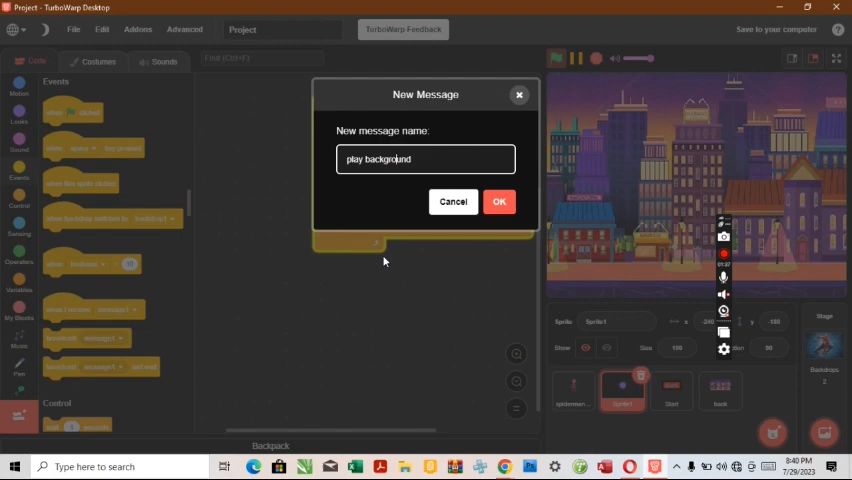 Project - TurboWarp Desktop
File
Edit
Addons
Advanced
Project
TurboWarp Feedback
Save to your computer
Code
Costumes
Sounds
Find (Ctrl+F)
Events
Motion
Looks
Sound
Events
Control
Sensing
Operators
Variables
My Blocks
Music
Pen
when clicked
when space key pressed
when this sprite clicked
when backdrop switches to backdrop1
when loudness > 10
when I receive message1
broadcast message1
broadcast message1 and wait
Control
wait 1 seconds
New Message
New message name:
play background
Cancel
OK
01:37
Sprite
Sprite1
x
-240
y
-180
Show
Size
100
90
Stage
Backdrops
2
spiderman...
Sprite1
Start
back
Backpack
Type here to search
8:40 PM
7/29/2023